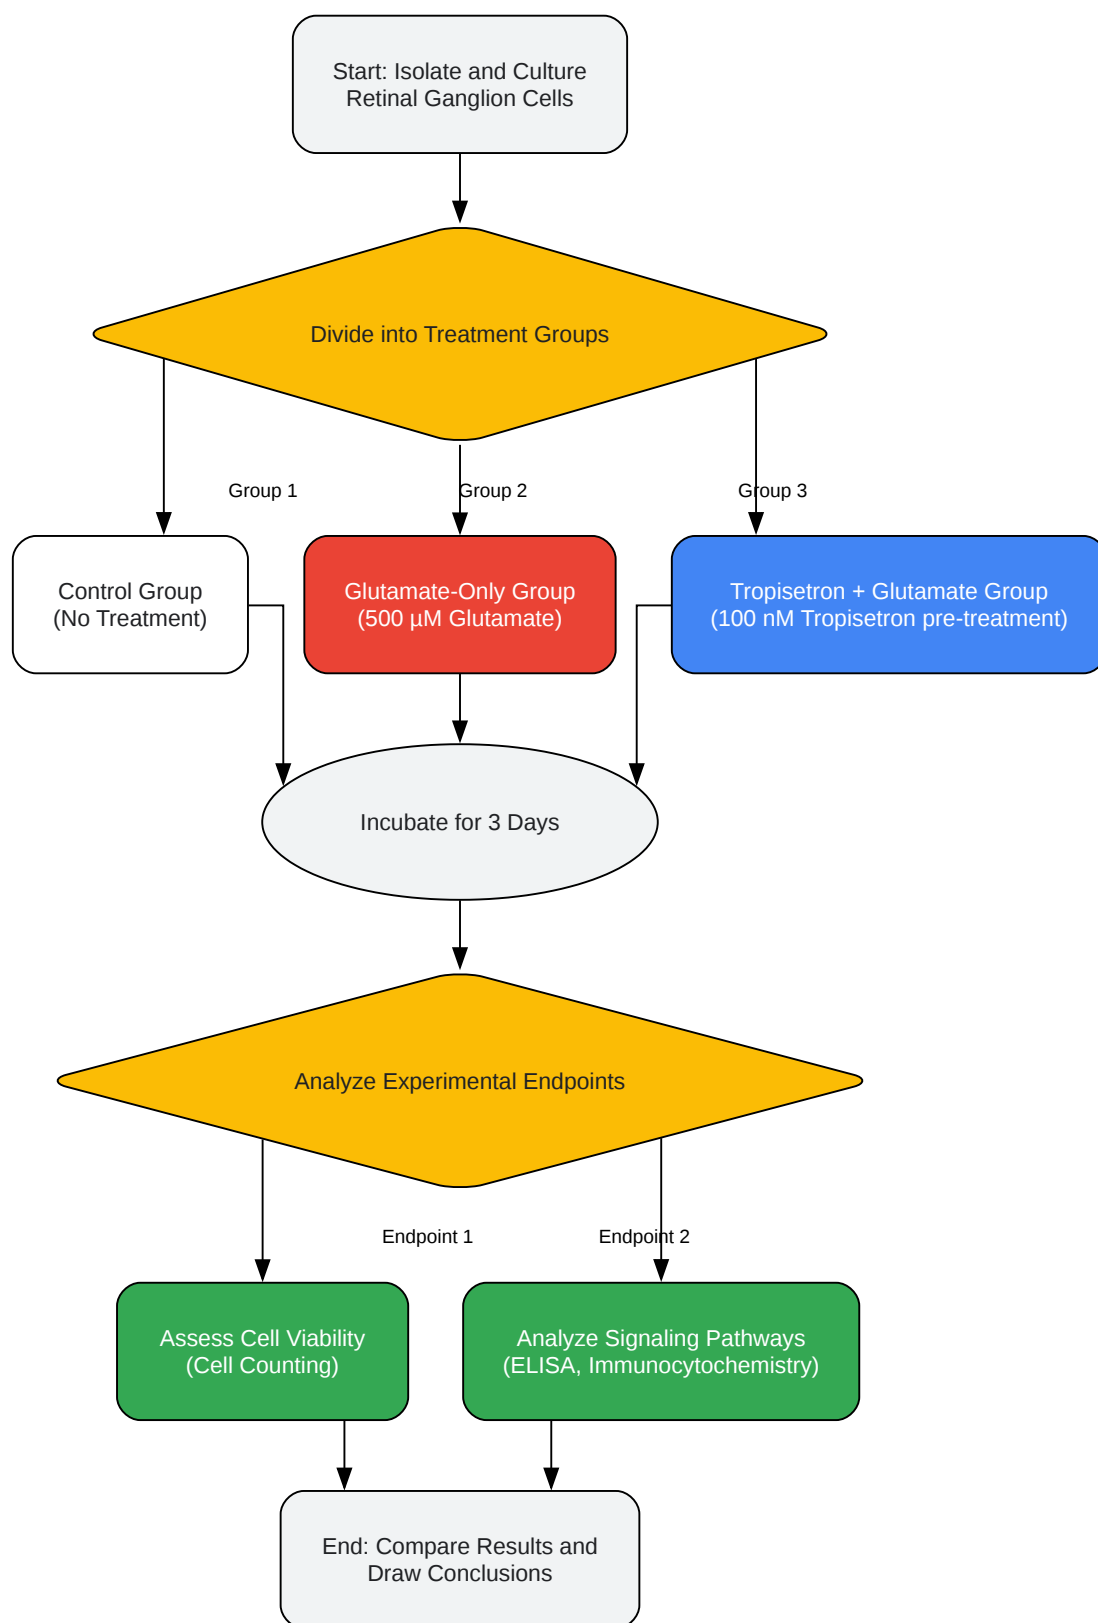 Start: Isolate and Culture
Retinal Ganglion Cells
Divide into Treatment Groups
Group 1
Group 2
Group 3
Control Group
(No Treatment)
Glutamate-Only Group
(500 µM Glutamate)
Tropisetron + Glutamate Group
(100 nM Tropisetron pre-treatment)
Incubate for 3 Days
Analyze Experimental Endpoints
Endpoint 1
Endpoint 2
Assess Cell Viability
(Cell Counting)
Analyze Signaling Pathways
(ELISA, Immunocytochemistry)
End: Compare Results and
Draw Conclusions